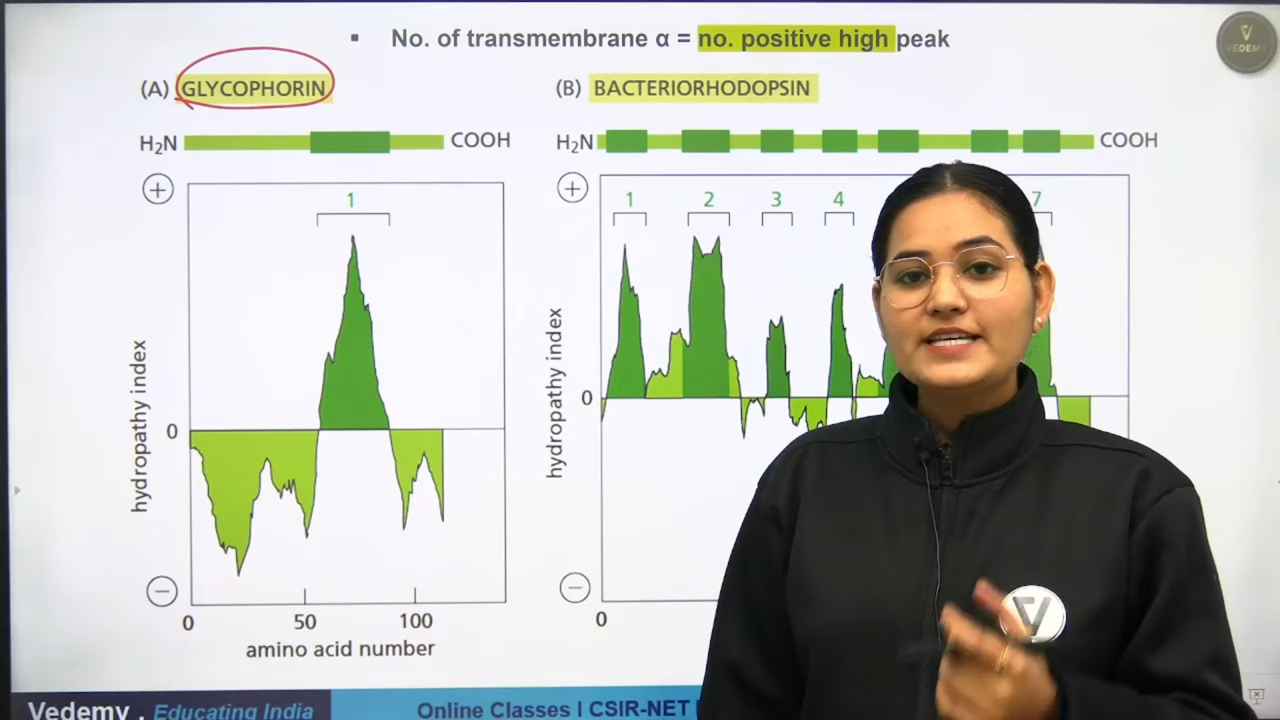 ▪ No. of transmembrane α = no. positive high peak
VEDEMY
(A) GLYCOPHORIN
(B) BACTERIORHODOPSIN
H₂N COOH
H₂N COOH
+
1
hydropathy index
0
−
0 50 100
amino acid number
+
1 2 3 4 7
hydropathy index
0
−
0
Vedemy . Educating India
Online Classes I CSIR-NET